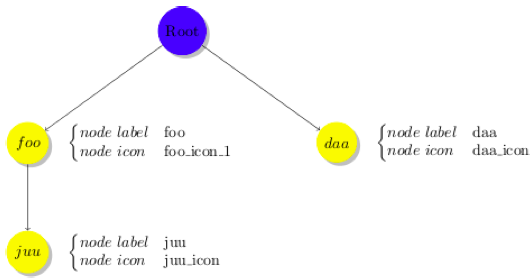 Root
foo
node label foo
node icon foo_icon_1
daa
node label daa
node icon daa_icon
juu
node label juu
node icon juu_icon